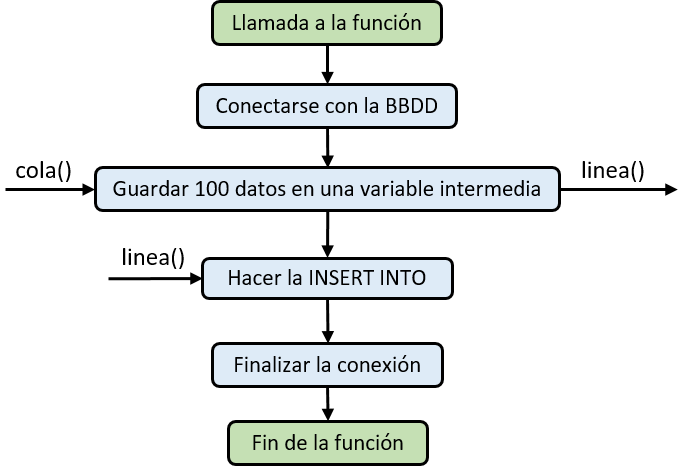 Llamada a la función
Conectarse con la BBDD
cola()
Guardar 100 datos en una variable intermedia
linea()
linea()
Hacer la INSERT INTO
Finalizar la conexión
Fin de la función